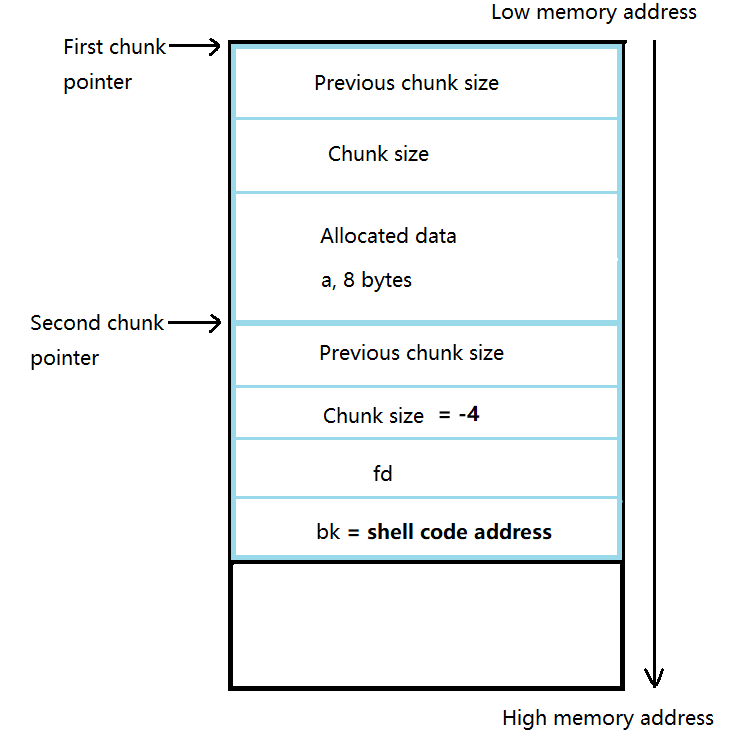 Low memory address
First chunk
pointer
Previous chunk size
Chunk size
Allocated data
a, 8 bytes
Second chunk
pointer
Previous chunk size
Chunk size = -4
fd
bk = shell code address
High memory address